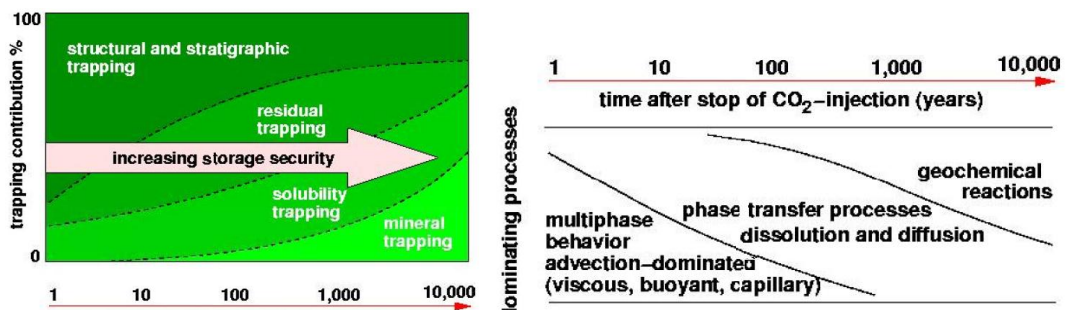 100
trapping contribution %
0
structural and stratigraphic
trapping
residual
trapping
increasing storage security
solubility
trapping
mineral
trapping
1 10 100 1,000 10,000
1 10 100 1,000 10,000
time after stop of CO₂-injection (years)
dominating processes
geochemical
reactions
phase transfer processes
dissolution and diffusion
multiphase
behavior
advection-dominated
(viscous, buoyant, capillary)